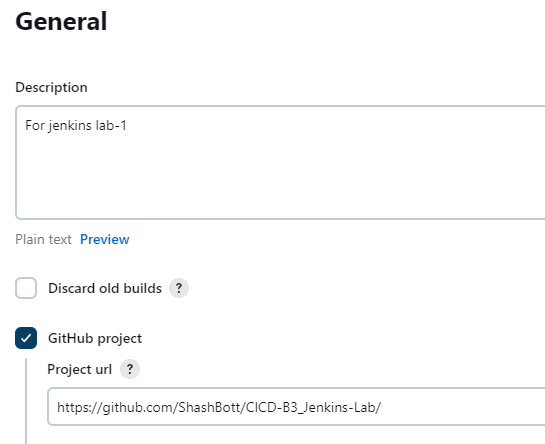 General
Description
For jenkins lab-1
Plain text Preview
Discard old builds ?
GitHub project
Project url ?
https://github.com/ShashBott/CICD-B3_Jenkins-Lab/